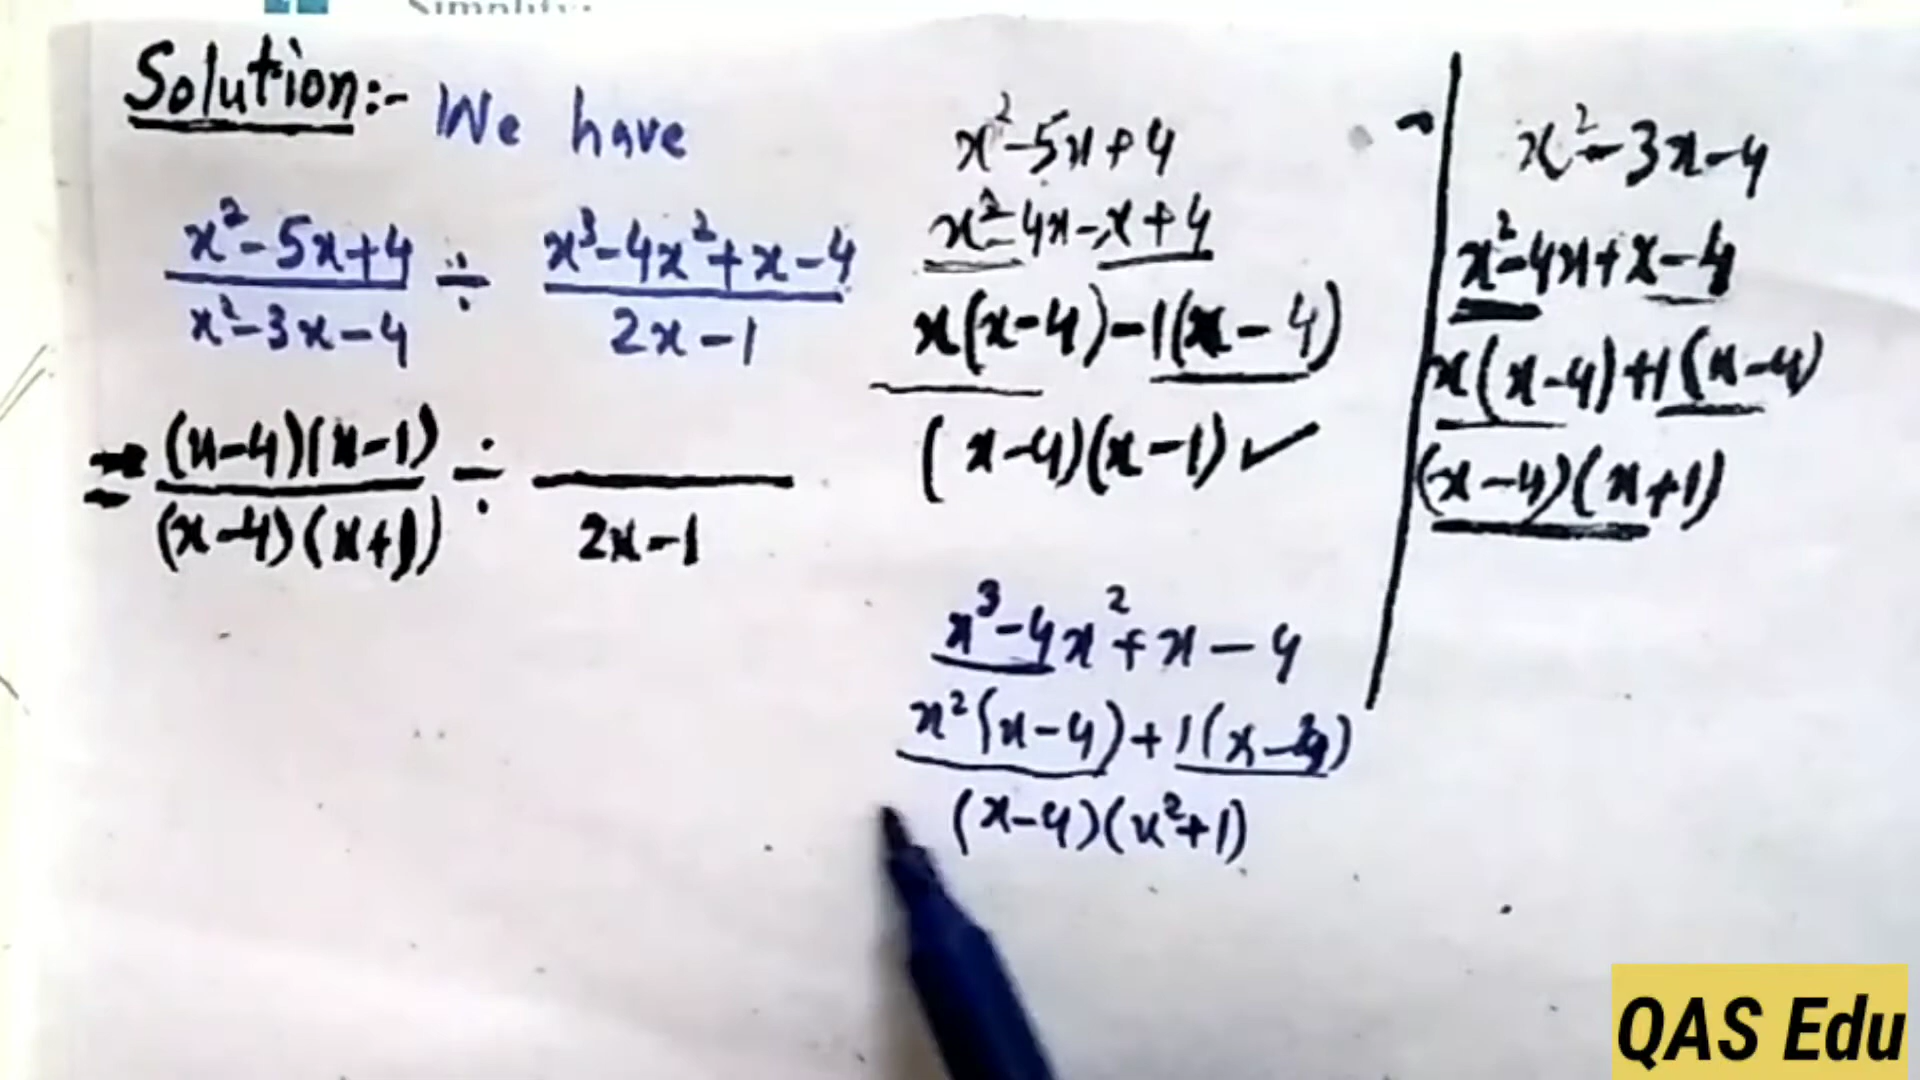 Simplify:
Solution:- We have
x²-5x+4 / x²-3x-4 ÷ x³-4x²+x-4 / 2x-1
⇒ = (x-4)(x-1) / (x-4)(x+1) ÷ / 2x-1
x²-5x+4
x²-4x-x+4
x(x-4)-1(x-4)
(x-4)(x-1) ✓
x²-3x-4
x²-4x+x-4
x(x-4)+1(x-4)
(x-4)(x+1)
x³-4x²+x-4
x²(x-4)+1(x-4)
(x-4)(x²+1)
QAS Edu